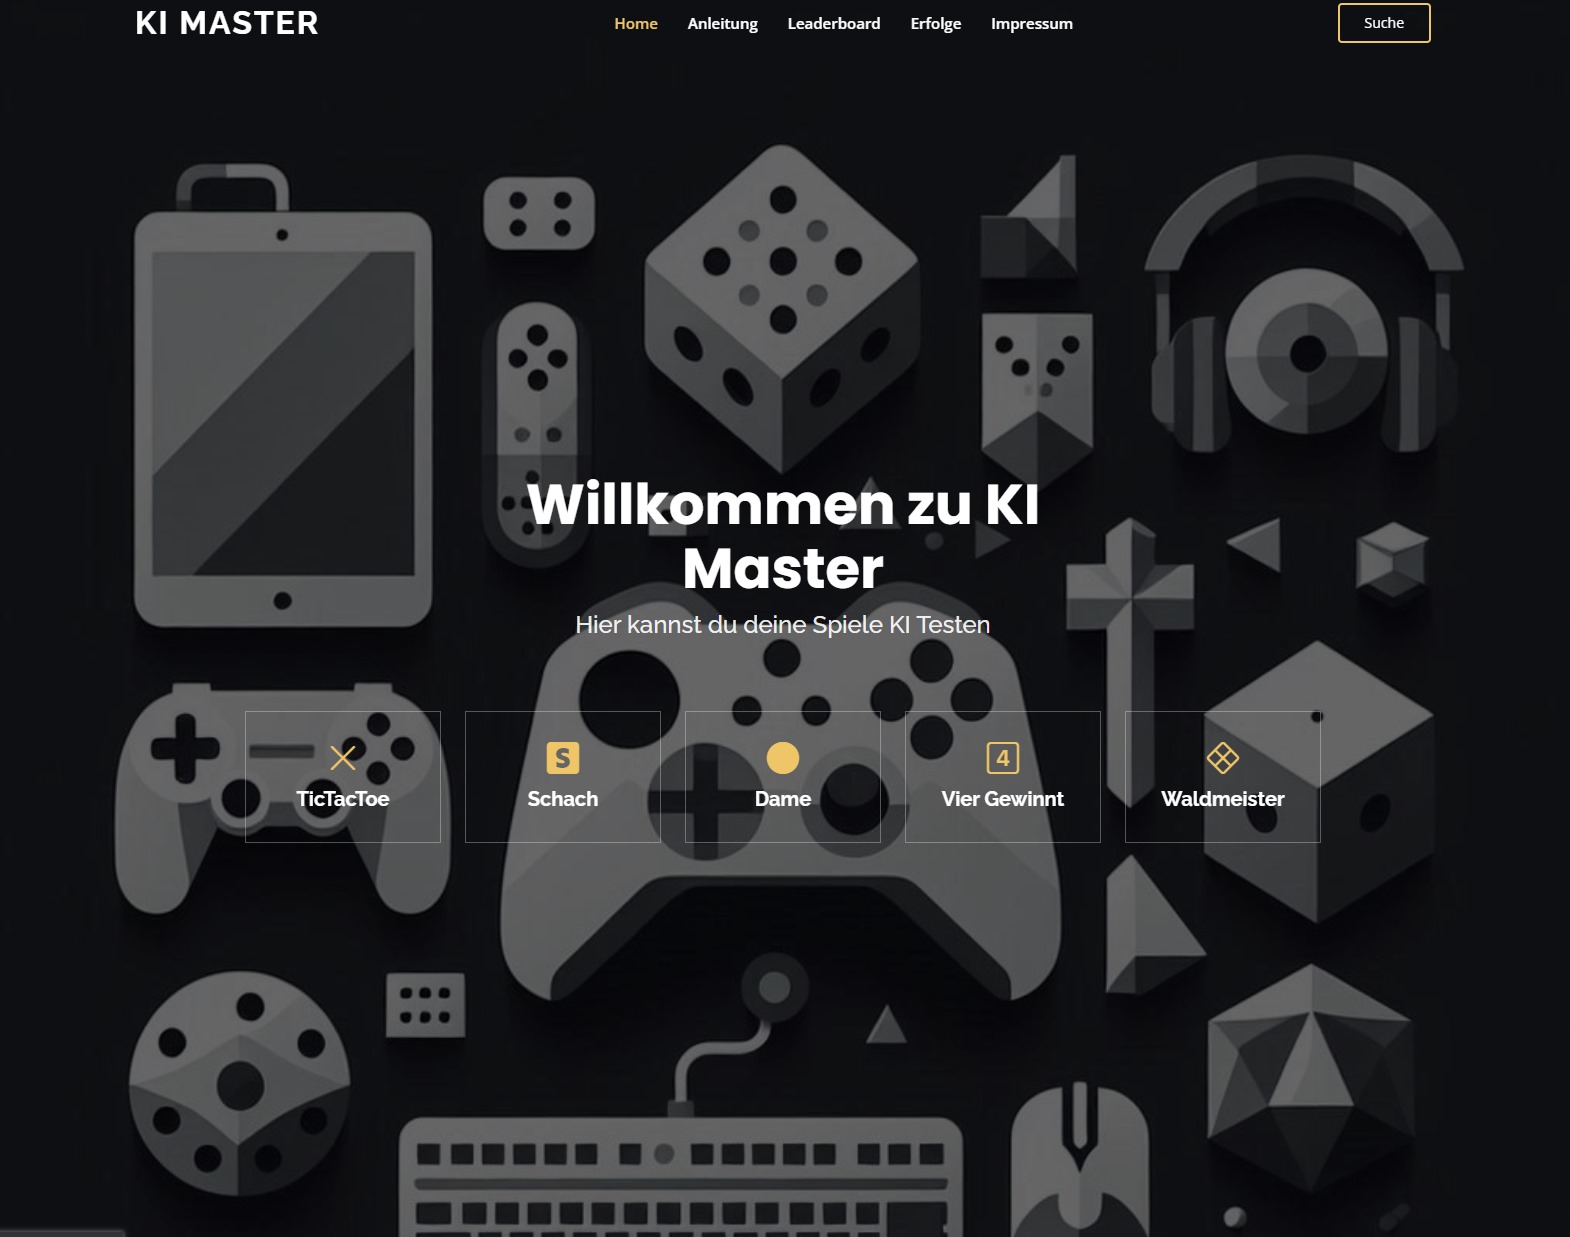 KI MASTER
Home Anleitung Leaderboard Erfolge Impressum
Suche
Willkommen zu KI
Master
Hier kannst du deine Spiele KI Testen
S
4
TicTacToe Schach Dame Vier Gewinnt Waldmeister